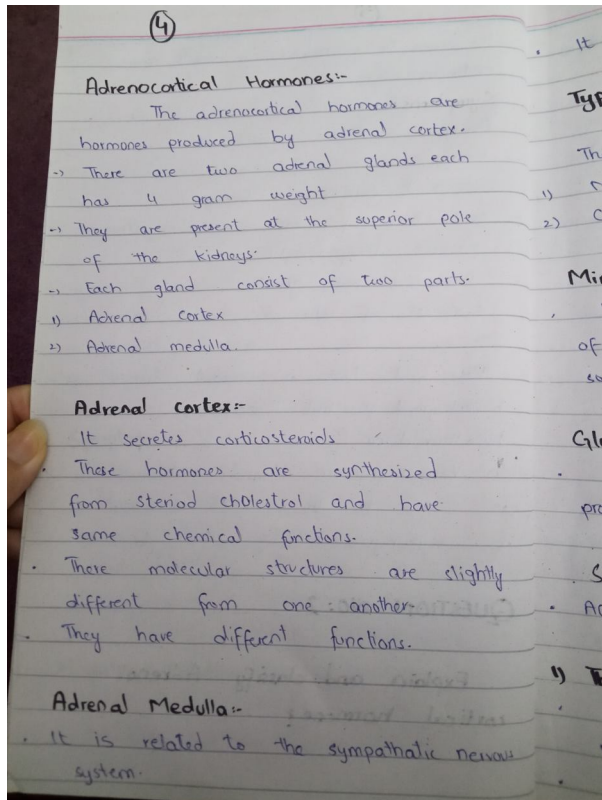 4
Adrenocortical Hormones:-
The adrenocortical hormones are
hormones produced by adrenal cortex.
-> There are two adrenal glands each
has 4 gram weight
-> They are present at the superior pole
of the kidneys.
-> Each gland consist of two parts.
1) Adrenal cortex
2) Adrenal medulla.
Adrenal cortex:-
It secretes corticosteroids
• These hormones are synthesized
from steriod cholestrol and have
same chemical functions.
• There molecular structures are slightly
different from one another.
• They have different functions.
Adrenal Medulla:-
• It is related to the sympathatic nervous
system.
• It
Typ
Th
1)
2) C
Min
of
so
Glo
pro
S
• Ac
1)